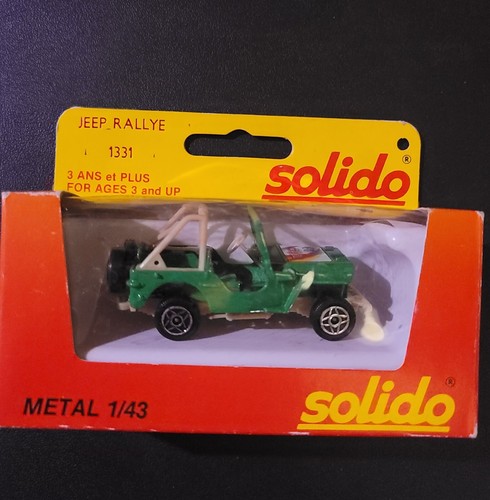 JEEP RALLYE
1331
3 ANS et PLUS
FOR AGES 3 and UP
solido®
METAL 1/43
solido®